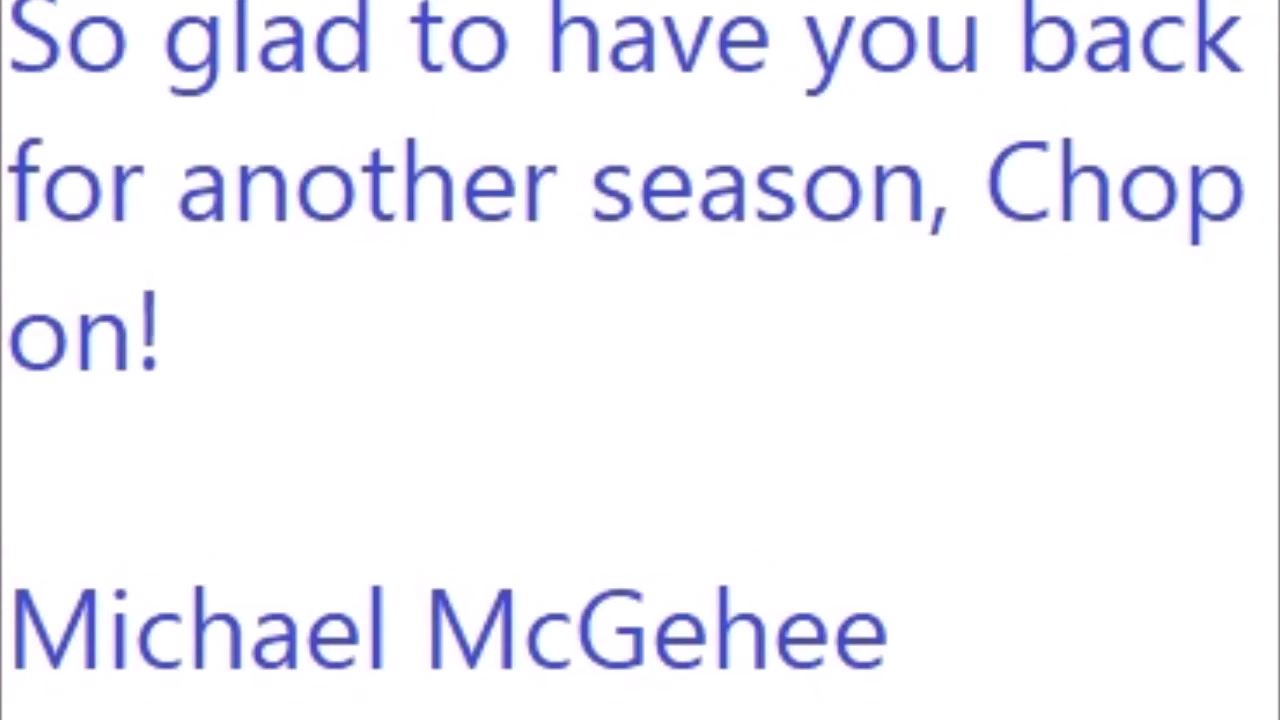 So glad to have you back
for another season, Chop
on!
Michael McGehee